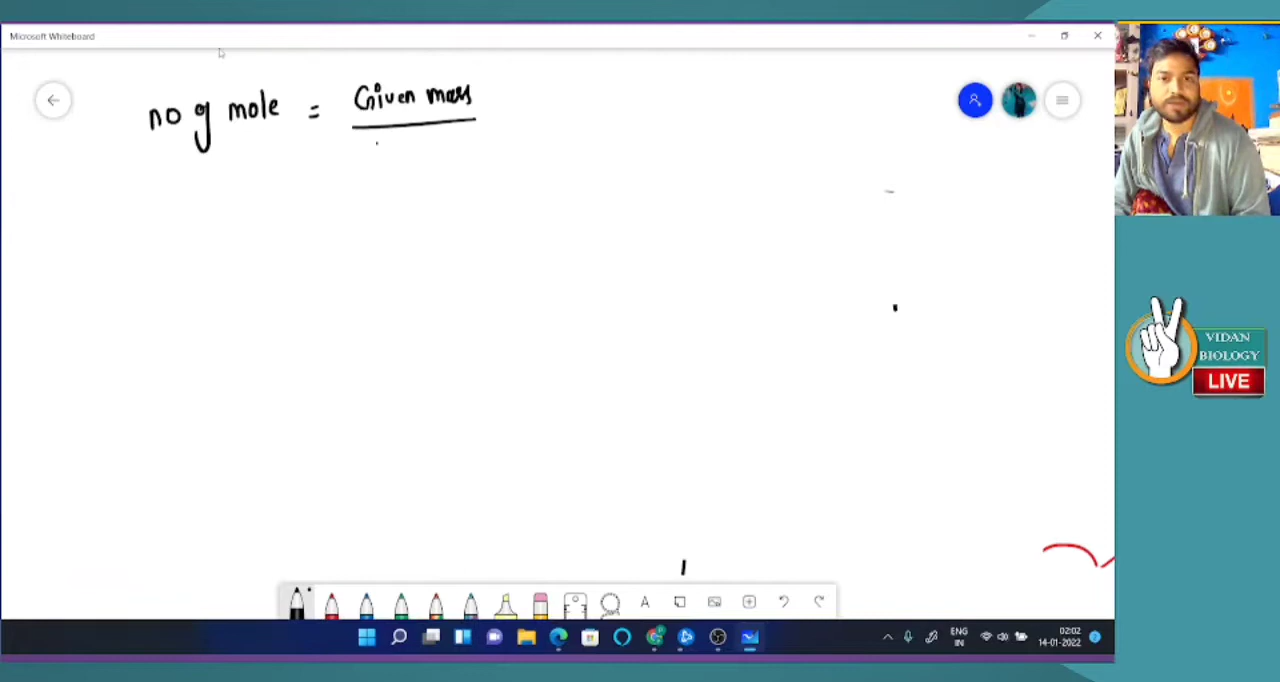 Microsoft Whiteboard
no of mole = Given mass
VIDAN
BIOLOGY
LIVE
A
ENG
IN
02:02
14-01-2022